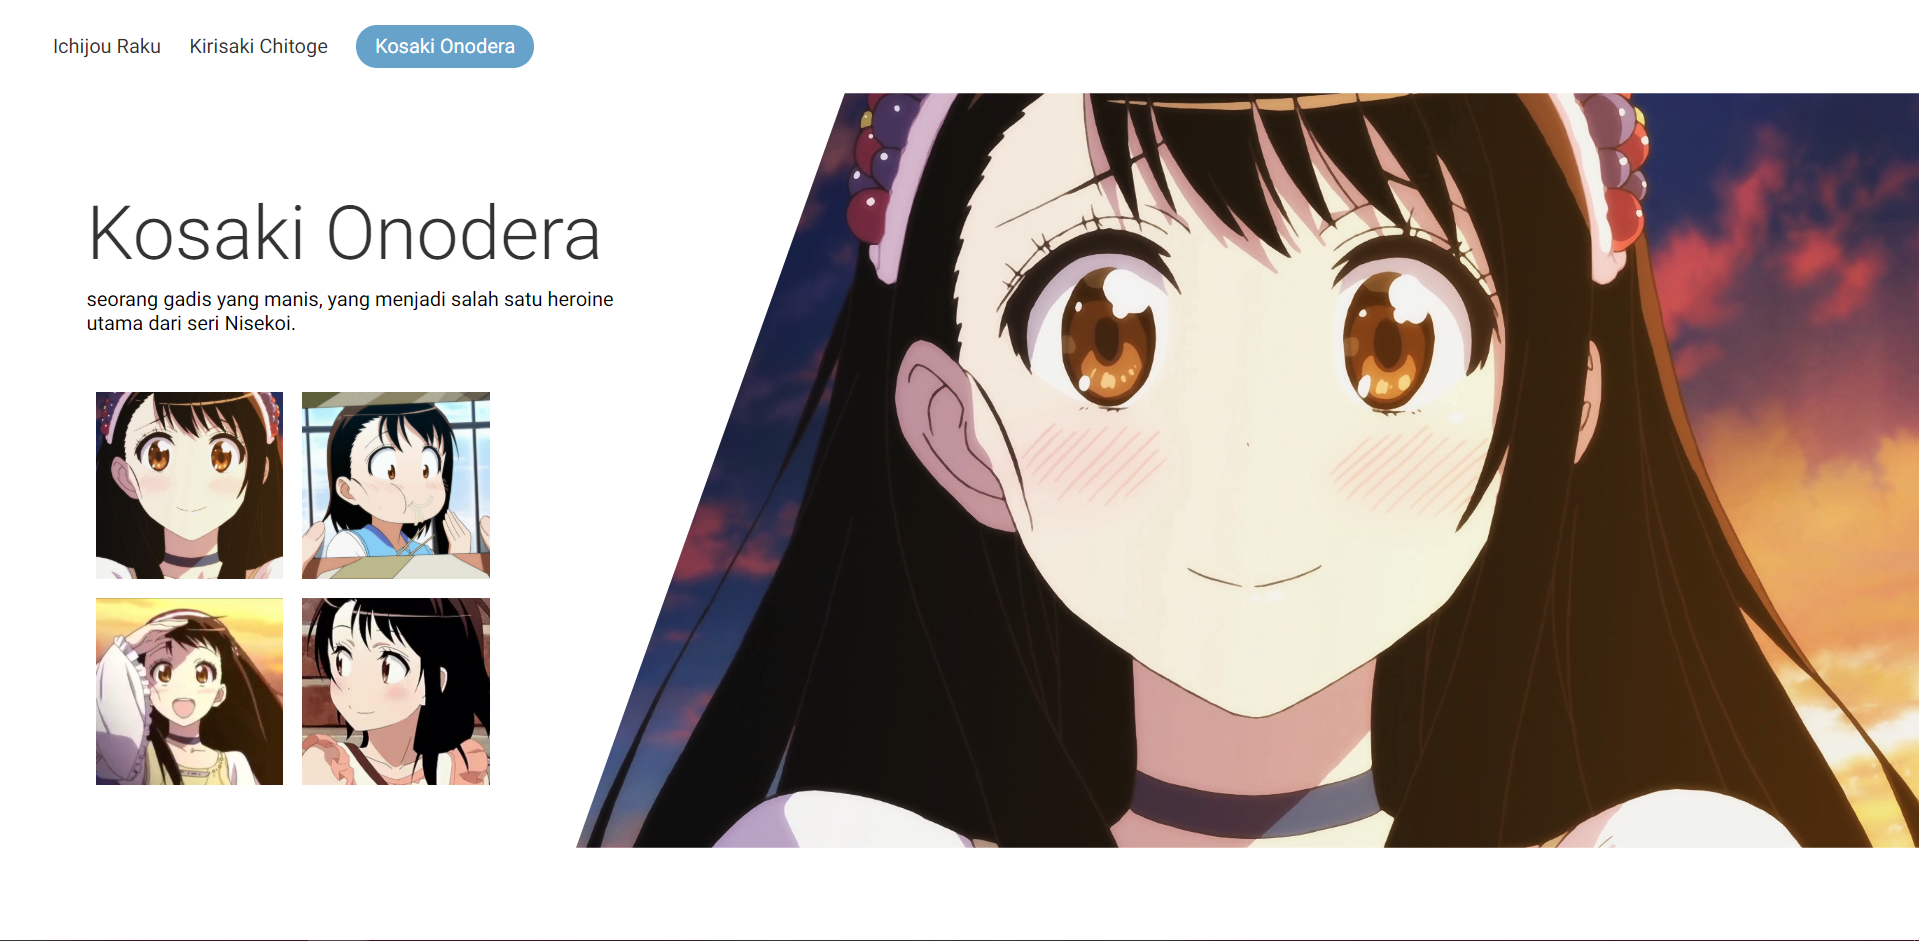 Ichijou Raku
Kirisaki Chitoge
Kosaki Onodera
Kosaki Onodera
seorang gadis yang manis, yang menjadi salah satu heroine
utama dari seri Nisekoi.